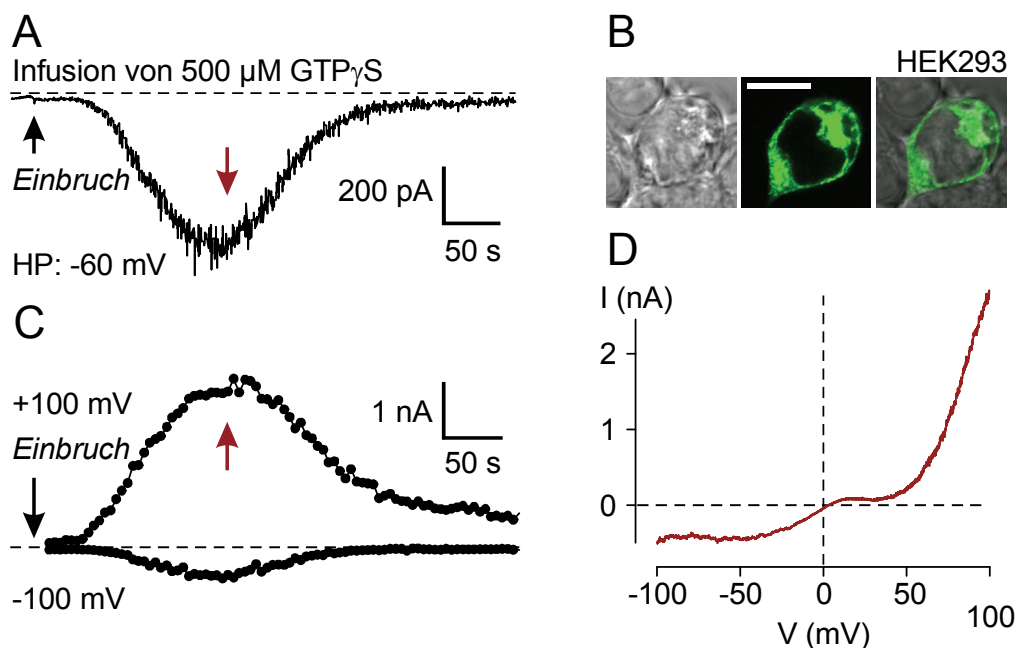 A
Infusion von 500 µM GTPγS
Einbruch
200 pA
50 s
HP: -60 mV
B
HEK293
C
+100 mV
Einbruch
1 nA
50 s
-100 mV
D
I (nA)
2
1
0
-100
-50
0
50
100
V (mV)